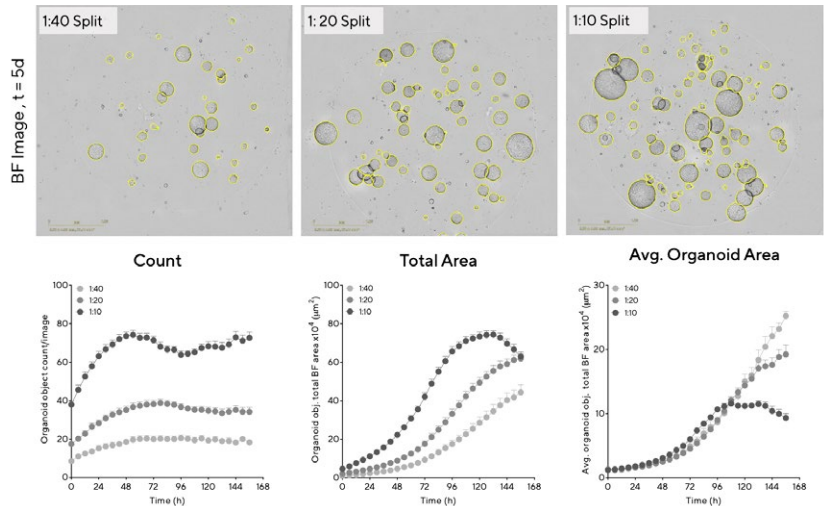 1:40 Split
1:20 Split
1:10 Split
BF Image, t = 5d
Count
Total Area
Avg. Organoid Area
Organoid object count/image
100
80
60
40
20
0
1:40
1:20
1:10
0 24 48 72 96 120 144 168
Time (h)
Organoid obj. total BF area x10⁴ (µm²)
100
80
60
40
20
0
1:40
1:20
1:10
0 24 48 72 96 120 144 168
Time (h)
Avg. organoid obj. total BF area x10⁴ (µm²)
30
20
10
0
1:40
1:20
1:10
0 24 48 72 96 120 144 168
Time (h)